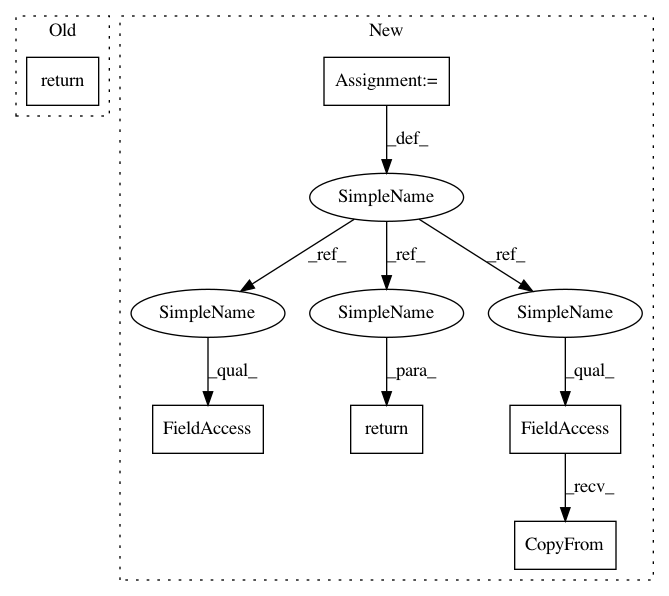 Old
New
return
Assignment:=
_def_
SimpleName
_ref_
_ref_
_ref_
SimpleName
SimpleName
SimpleName
_qual_
_para_
_qual_
FieldAccess
return
FieldAccess
_recv_
CopyFrom